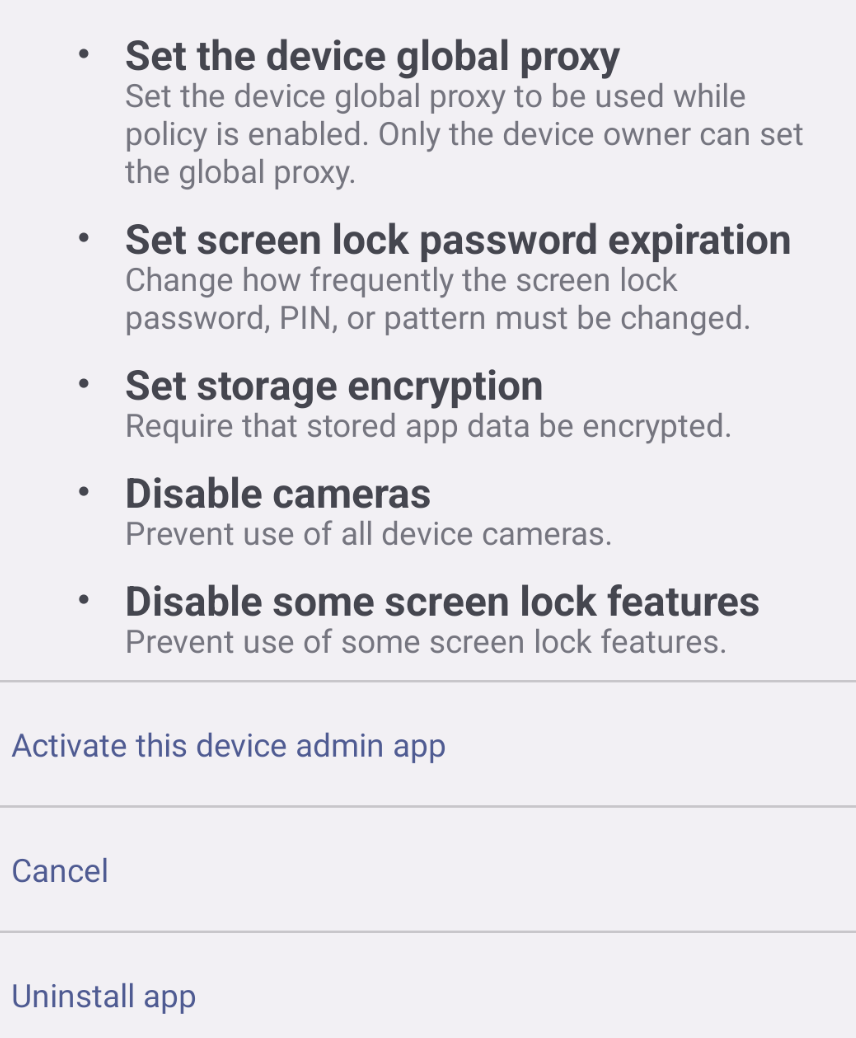 • Set the device global proxy
Set the device global proxy to be used while
policy is enabled. Only the device owner can set
the global proxy.
• Set screen lock password expiration
Change how frequently the screen lock
password, PIN, or pattern must be changed.
• Set storage encryption
Require that stored app data be encrypted.
• Disable cameras
Prevent use of all device cameras.
• Disable some screen lock features
Prevent use of some screen lock features.
Activate this device admin app
Cancel
Uninstall app